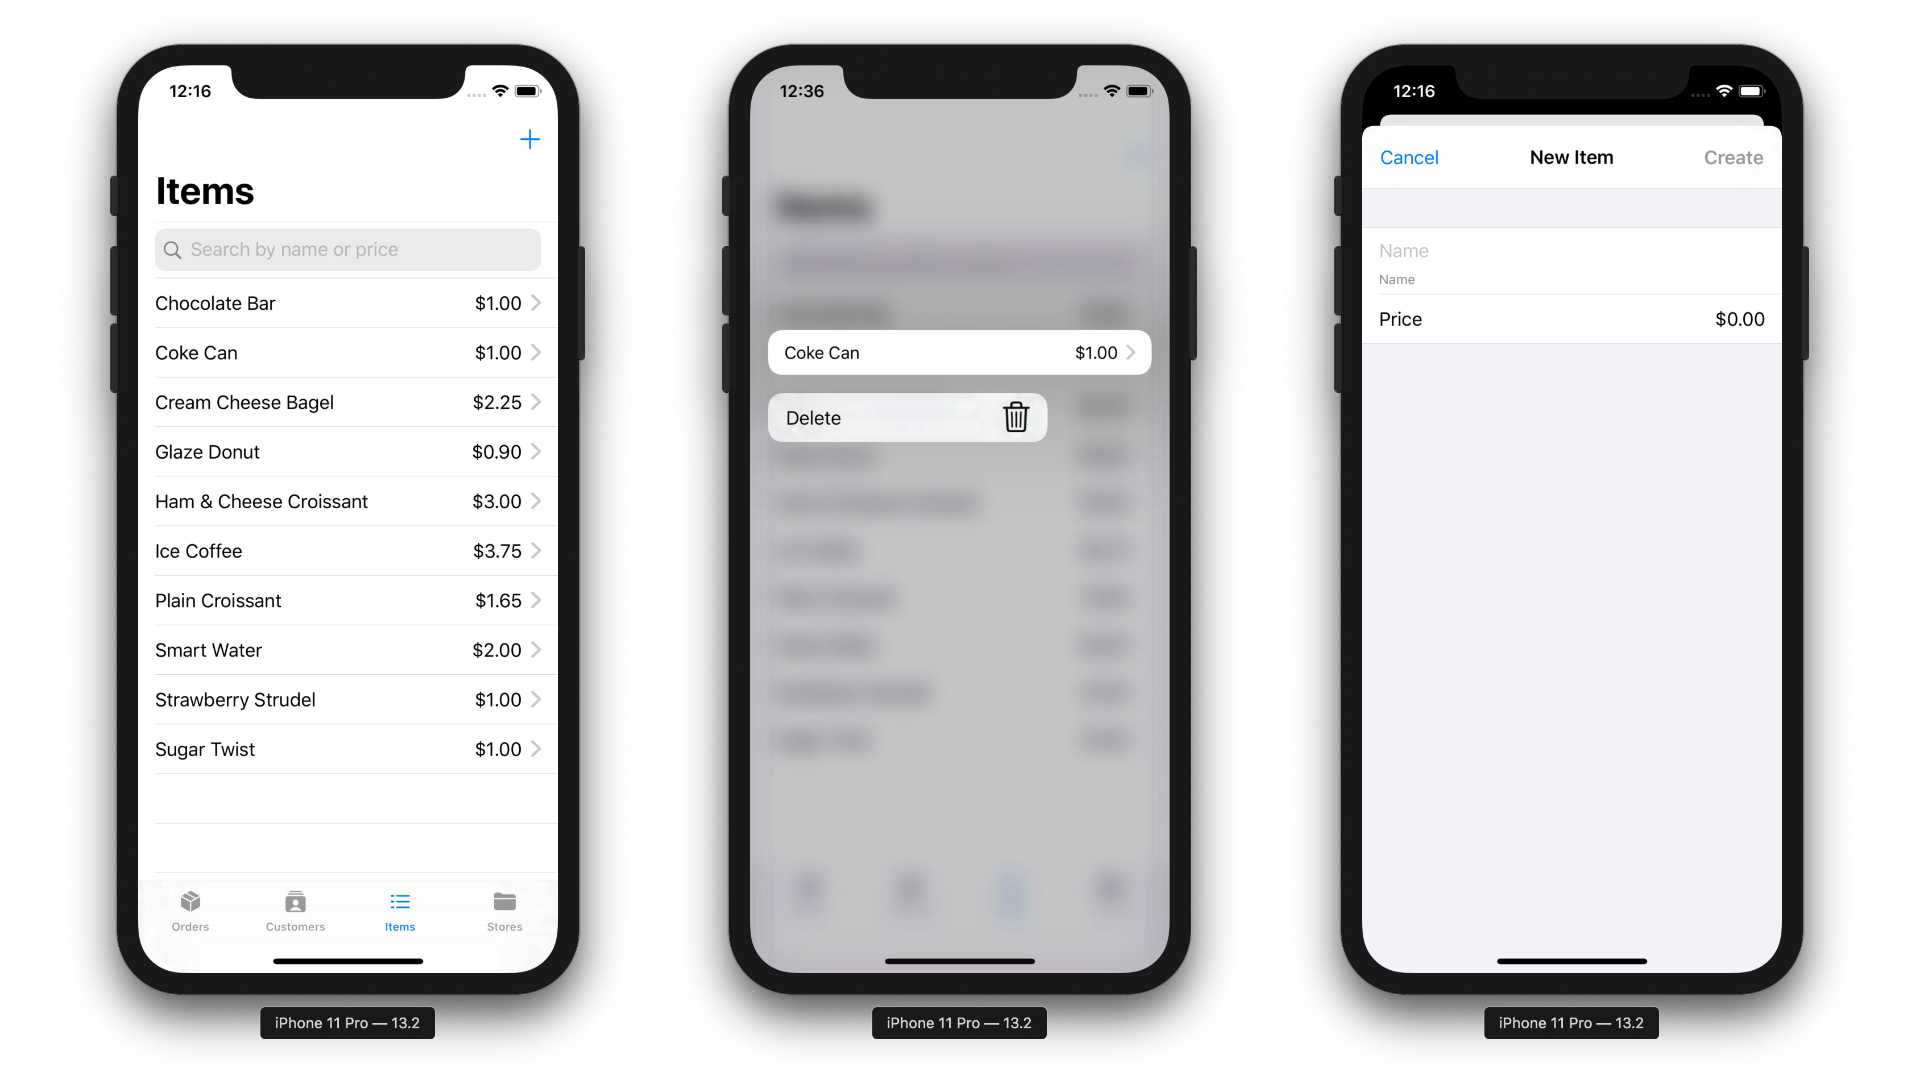 12:16
Items
Search by name or price
Chocolate Bar $1.00
Coke Can $1.00
Cream Cheese Bagel $2.25
Glaze Donut $0.90
Ham & Cheese Croissant $3.00
Ice Coffee $3.75
Plain Croissant $1.65
Smart Water $2.00
Strawberry Strudel $1.00
Sugar Twist $1.00
Orders Customers Items Stores
iPhone 11 Pro — 13.2
12:36
Coke Can $1.00
Delete
iPhone 11 Pro — 13.2
12:16
Cancel New Item Create
Name
Name
Price $0.00
iPhone 11 Pro — 13.2